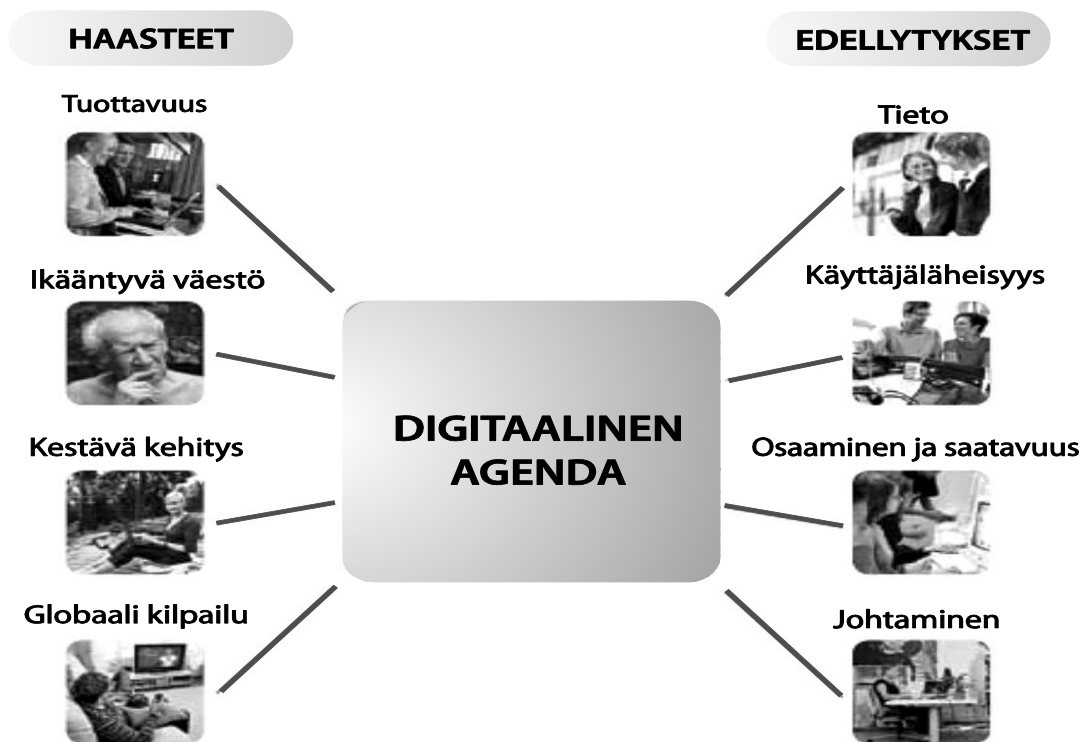 HAASTEET
Tuottavuus
Ikääntyvä väestö
Kestävä kehitys
Globaali kilpailu
DIGITAALINEN
AGENDA
EDELLYTYKSET
Tieto
Käyttäjäläheisyys
Osaaminen ja saatavuus
Johtaminen